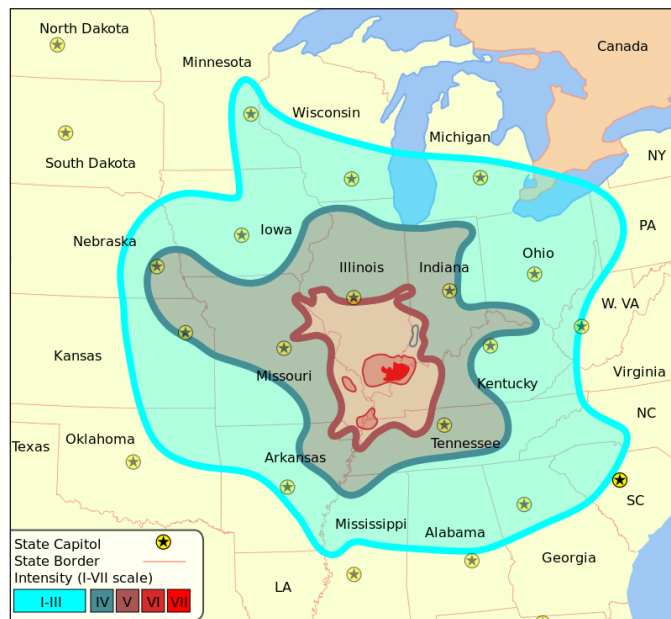 North Dakota
Canada
Minnesota
Wisconsin
Michigan
NY
South Dakota
PA
Iowa
Nebraska
Ohio
Illinois
Indiana
W. VA
Kansas
Virginia
Missouri
Kentucky
NC
Texas
Oklahoma
Tennessee
Arkansas
SC
Mississippi
Alabama
Georgia
LA
State Capitol
State Border
Intensity (I-VII scale)
I-III IV V VI VII